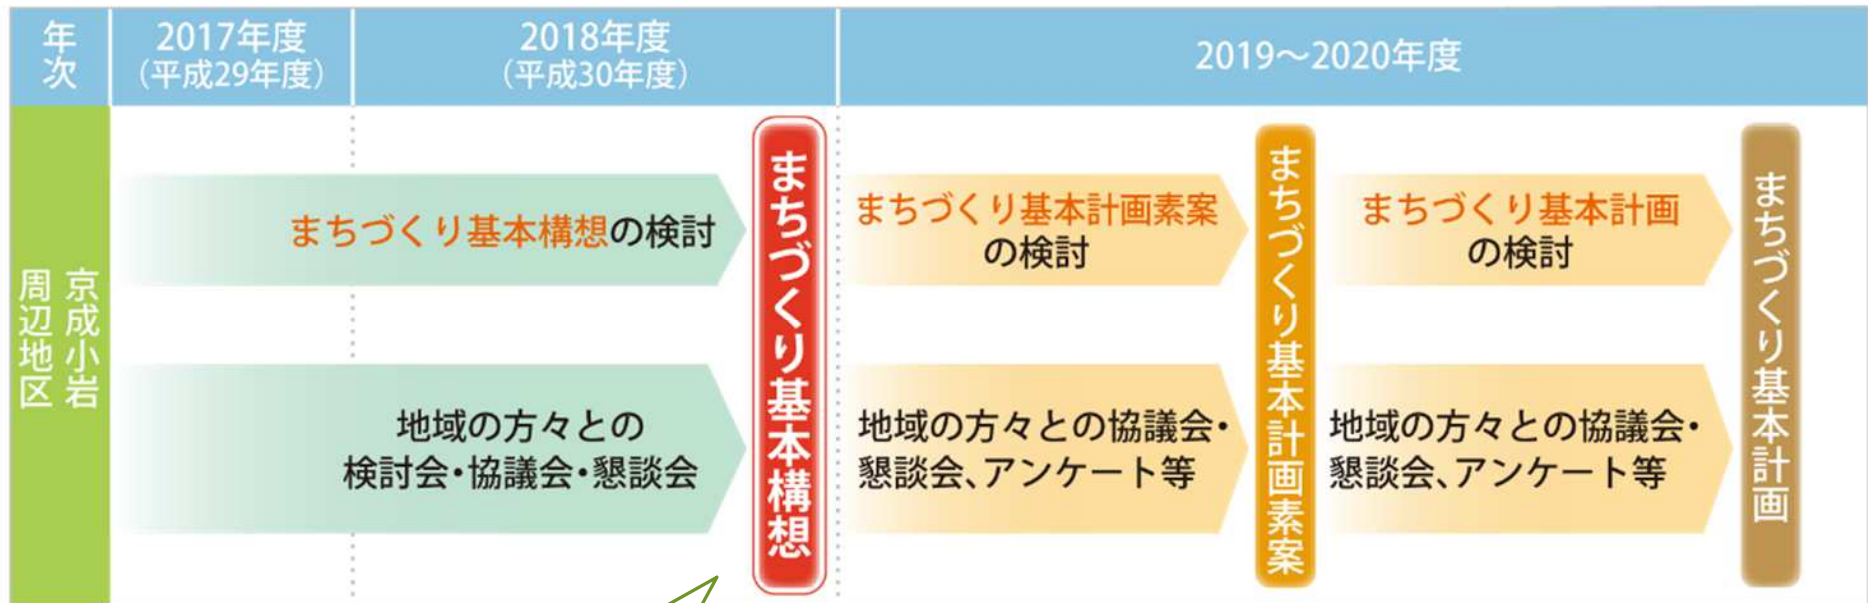 年次
2017年度
(平成29年度)
2018年度
(平成30年度)
2019〜2020年度
京成小岩
周辺地区
まちづくり基本構想の検討
地域の方々との
検討会・協議会・懇談会
まちづくり基本構想
まちづくり基本計画素案
の検討
地域の方々との協議会・
懇談会、アンケート等
まちづくり基本計画素案
まちづくり基本計画
の検討
地域の方々との協議会・
懇談会、アンケート等
まちづくり基本計画